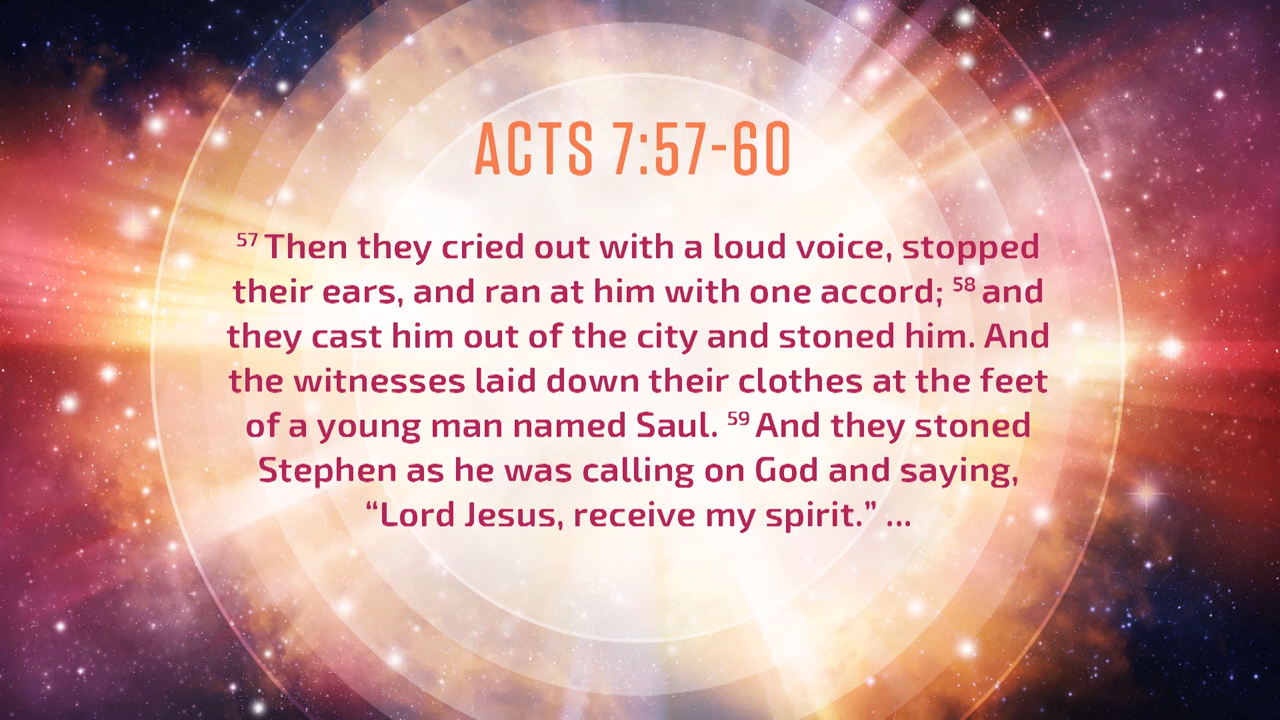 ACTS 7:57-60
57 Then they cried out with a loud voice, stopped
their ears, and ran at him with one accord; 58 and
they cast him out of the city and stoned him. And
the witnesses laid down their clothes at the feet
of a young man named Saul. 59 And they stoned
Stephen as he was calling on God and saying,
“Lord Jesus, receive my spirit.” ...